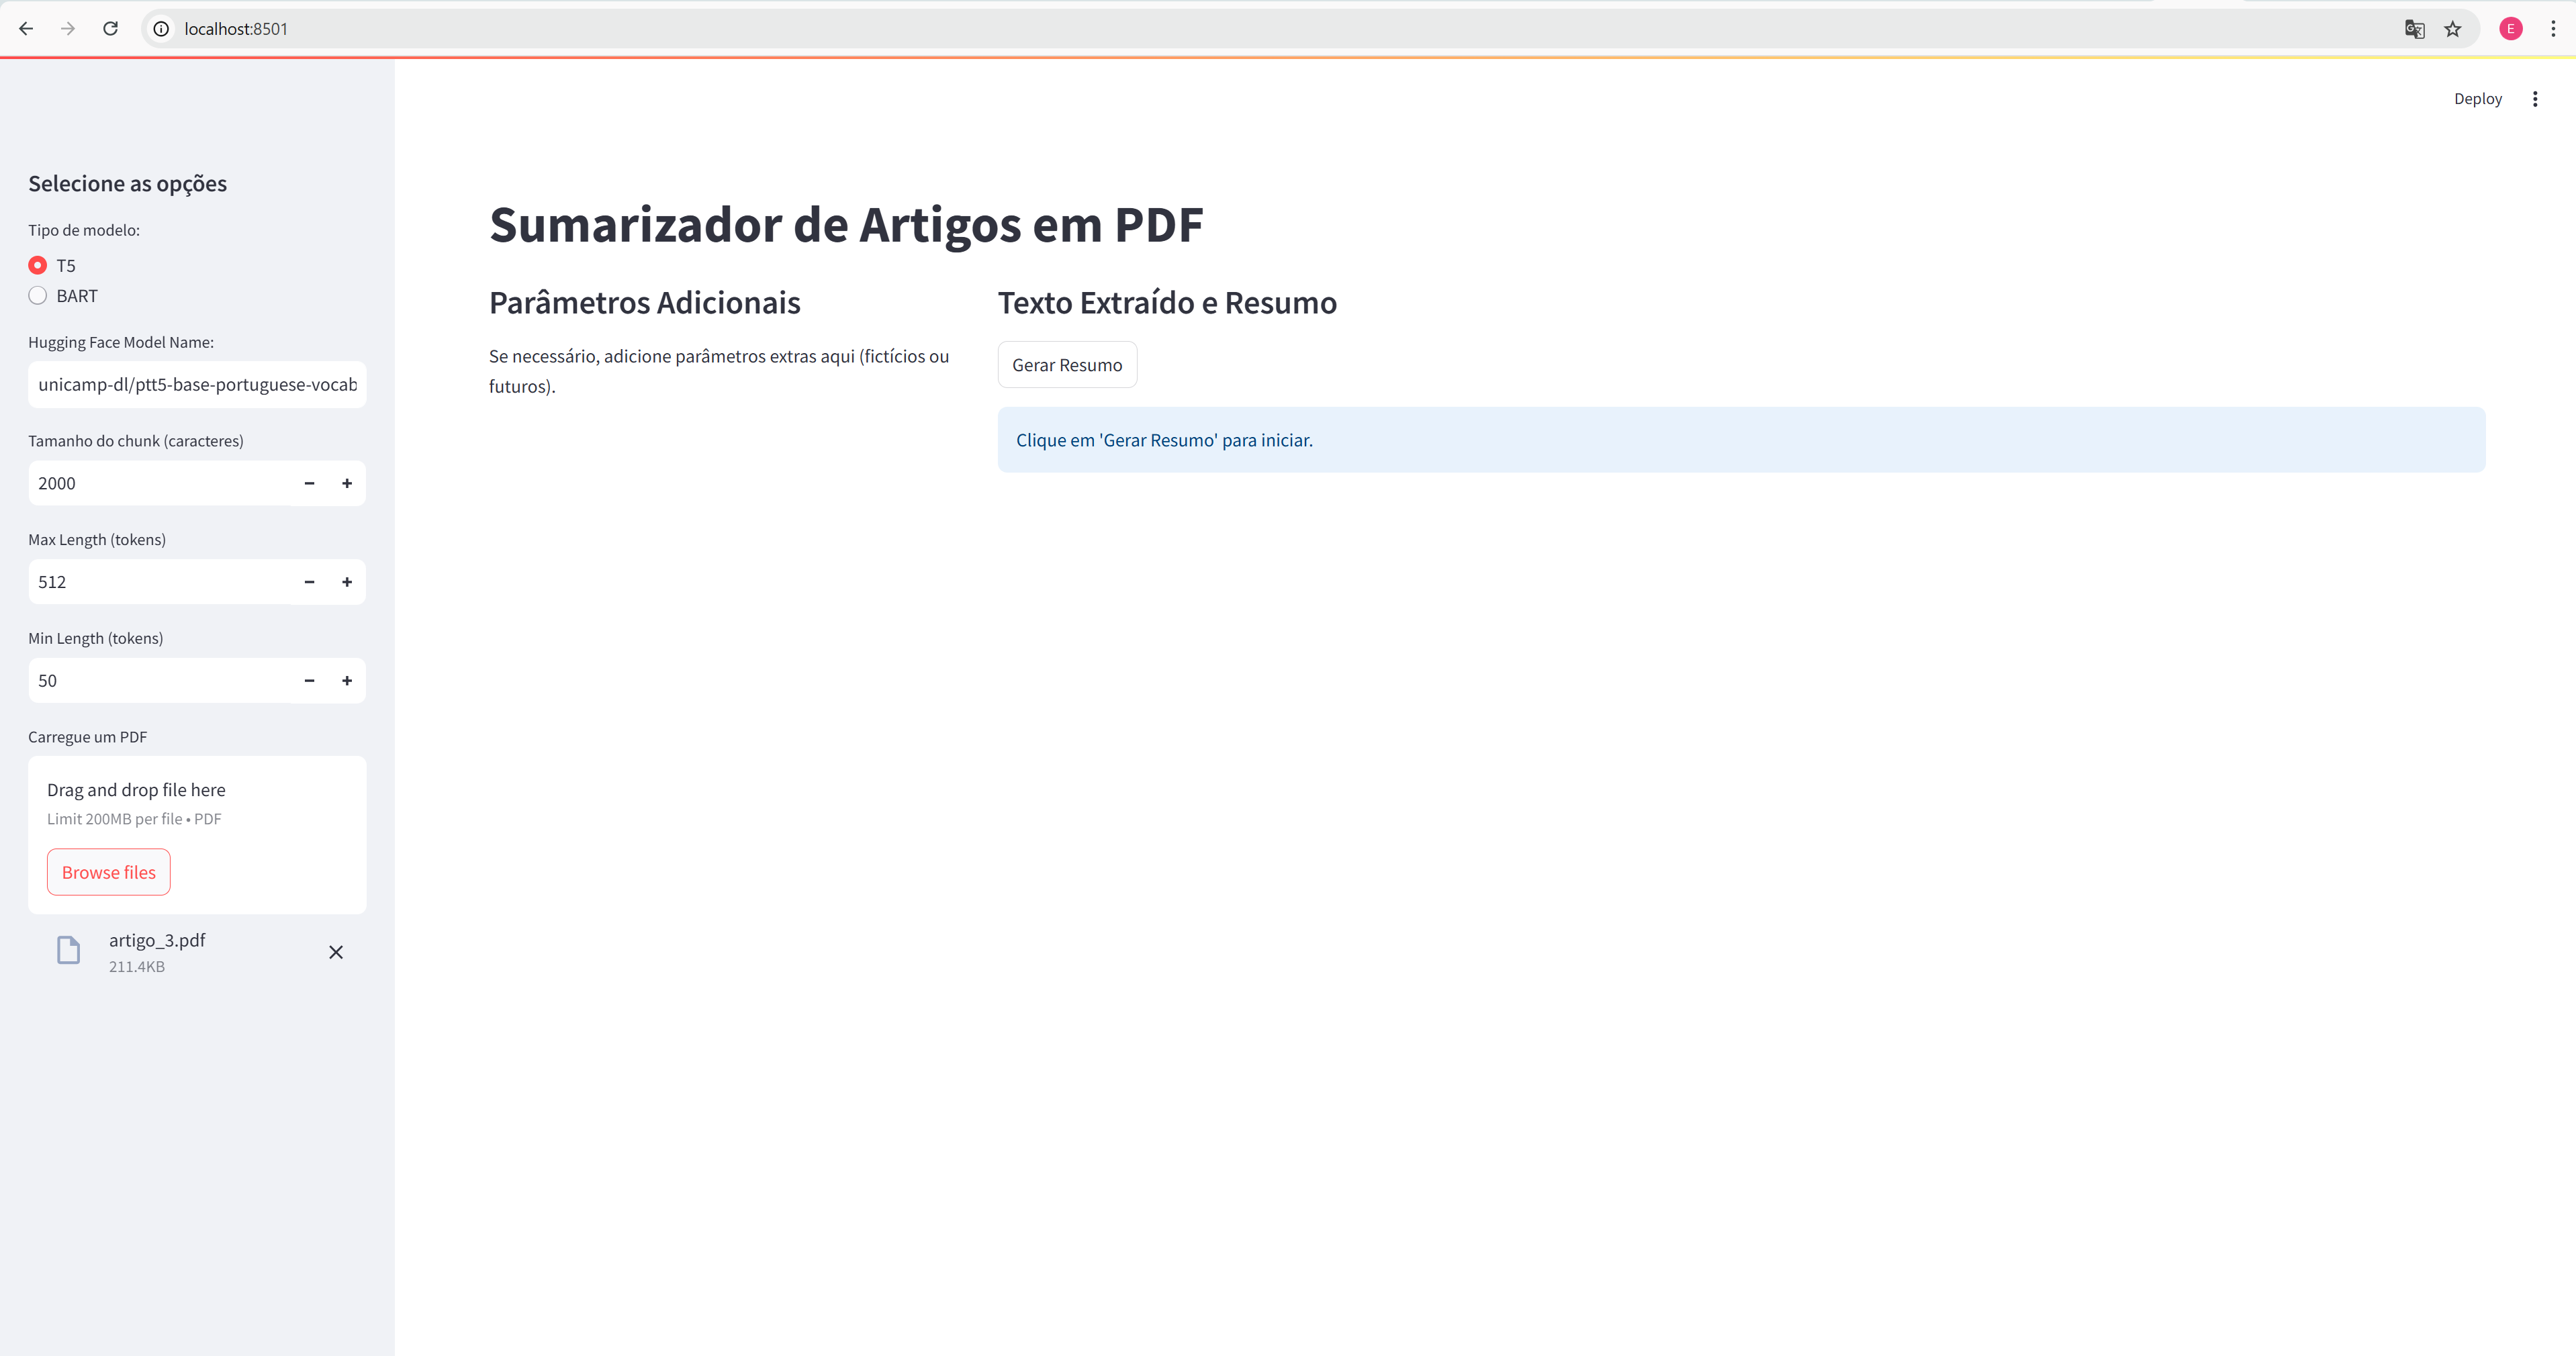 localhost:8501
E
Deploy
Selecione as opções
Tipo de modelo:
T5
BART
Hugging Face Model Name:
unicamp-dl/ptt5-base-portuguese-vocab
Tamanho do chunk (caracteres)
2000
Max Length (tokens)
512
Min Length (tokens)
50
Carregue um PDF
Drag and drop file here
Limit 200MB per file • PDF
Browse files
artigo_3.pdf
211.4KB
Sumarizador de Artigos em PDF
Parâmetros Adicionais
Se necessário, adicione parâmetros extras aqui (fictícios ou
futuros).
Texto Extraído e Resumo
Gerar Resumo
Clique em 'Gerar Resumo' para iniciar.